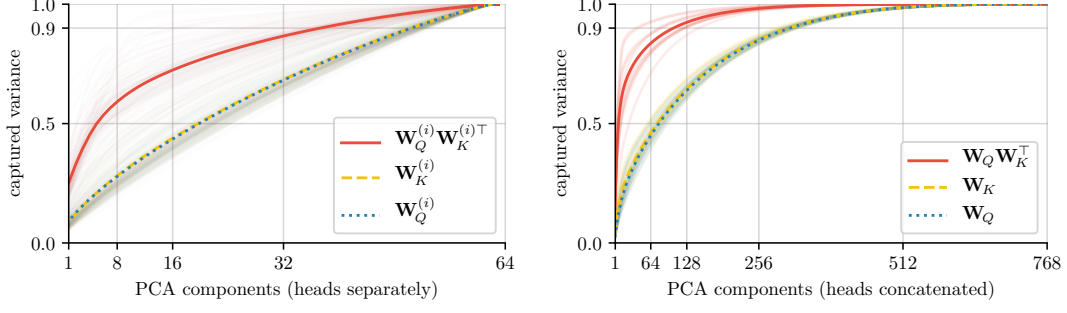 1.0
0.9
0.5
0.0
captured variance
1 8 16 32 64
PCA components (heads separately)
W_Q^{(i)} W_K^{(i)⊤}
W_K^{(i)}
W_Q^{(i)}
1.0
0.9
0.5
0.0
captured variance
1 64 128 256 512 768
PCA components (heads concatenated)
W_Q W_K^⊤
W_K
W_Q